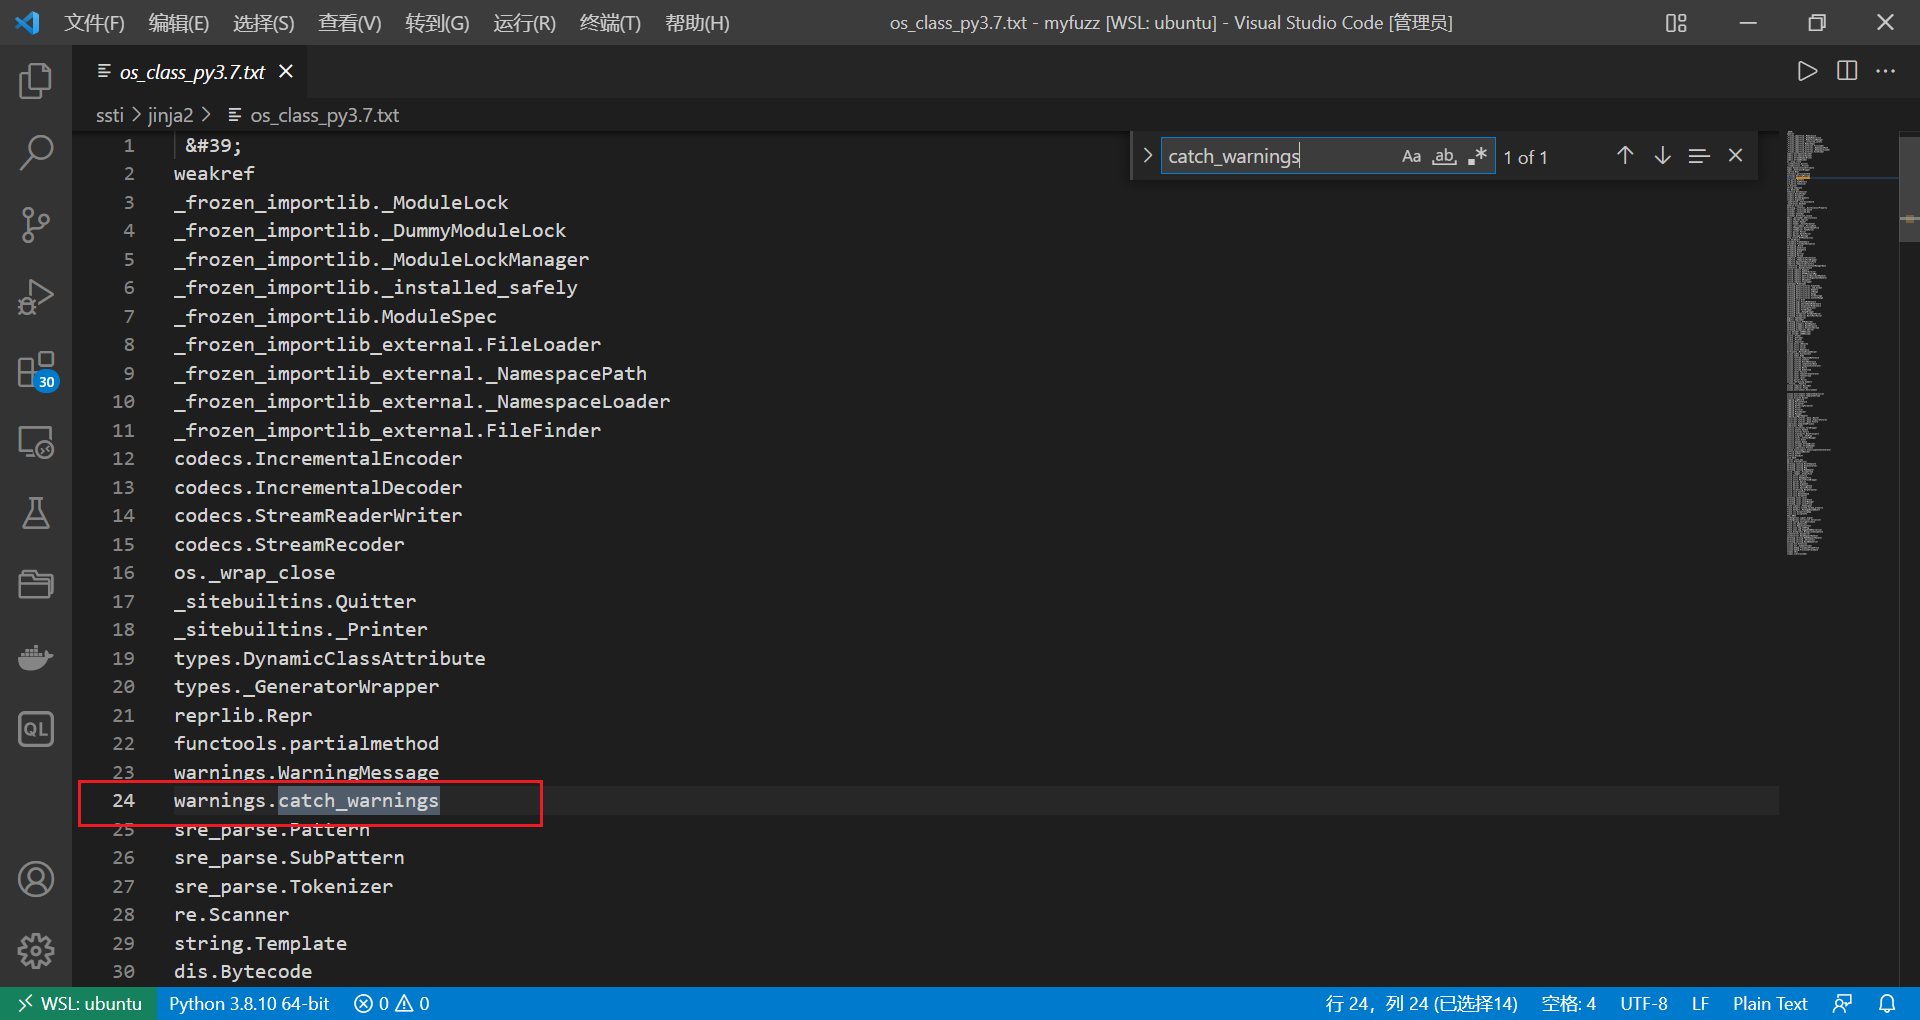 文件(F) 编辑(E) 选择(S) 查看(V) 转到(G) 运行(R) 终端(T) 帮助(H) os_class_py3.7.txt - myfuzz [WSL: ubuntu] - Visual Studio Code [管理员]
os_class_py3.7.txt
ssti > jinja2 > os_class_py3.7.txt
catch_warnings Aa ab .* 1 of 1
1 &#39;
2 weakref
3 _frozen_importlib._ModuleLock
4 _frozen_importlib._DummyModuleLock
5 _frozen_importlib._ModuleLockManager
6 _frozen_importlib._installed_safely
7 _frozen_importlib.ModuleSpec
8 _frozen_importlib_external.FileLoader
9 _frozen_importlib_external._NamespacePath
10 _frozen_importlib_external._NamespaceLoader
11 _frozen_importlib_external.FileFinder
12 codecs.IncrementalEncoder
13 codecs.IncrementalDecoder
14 codecs.StreamReaderWriter
15 codecs.StreamRecoder
16 os._wrap_close
17 _sitebuiltins.Quitter
18 _sitebuiltins._Printer
19 types.DynamicClassAttribute
20 types._GeneratorWrapper
21 reprlib.Repr
22 functools.partialmethod
23 warnings.WarningMessage
24 warnings.catch_warnings
25 sre_parse.Pattern
26 sre_parse.SubPattern
27 sre_parse.Tokenizer
28 re.Scanner
29 string.Template
30 dis.Bytecode
30
QL
WSL: ubuntu Python 3.8.10 64-bit 0 0 行 24，列 24 (已选择14) 空格: 4 UTF-8 LF Plain Text